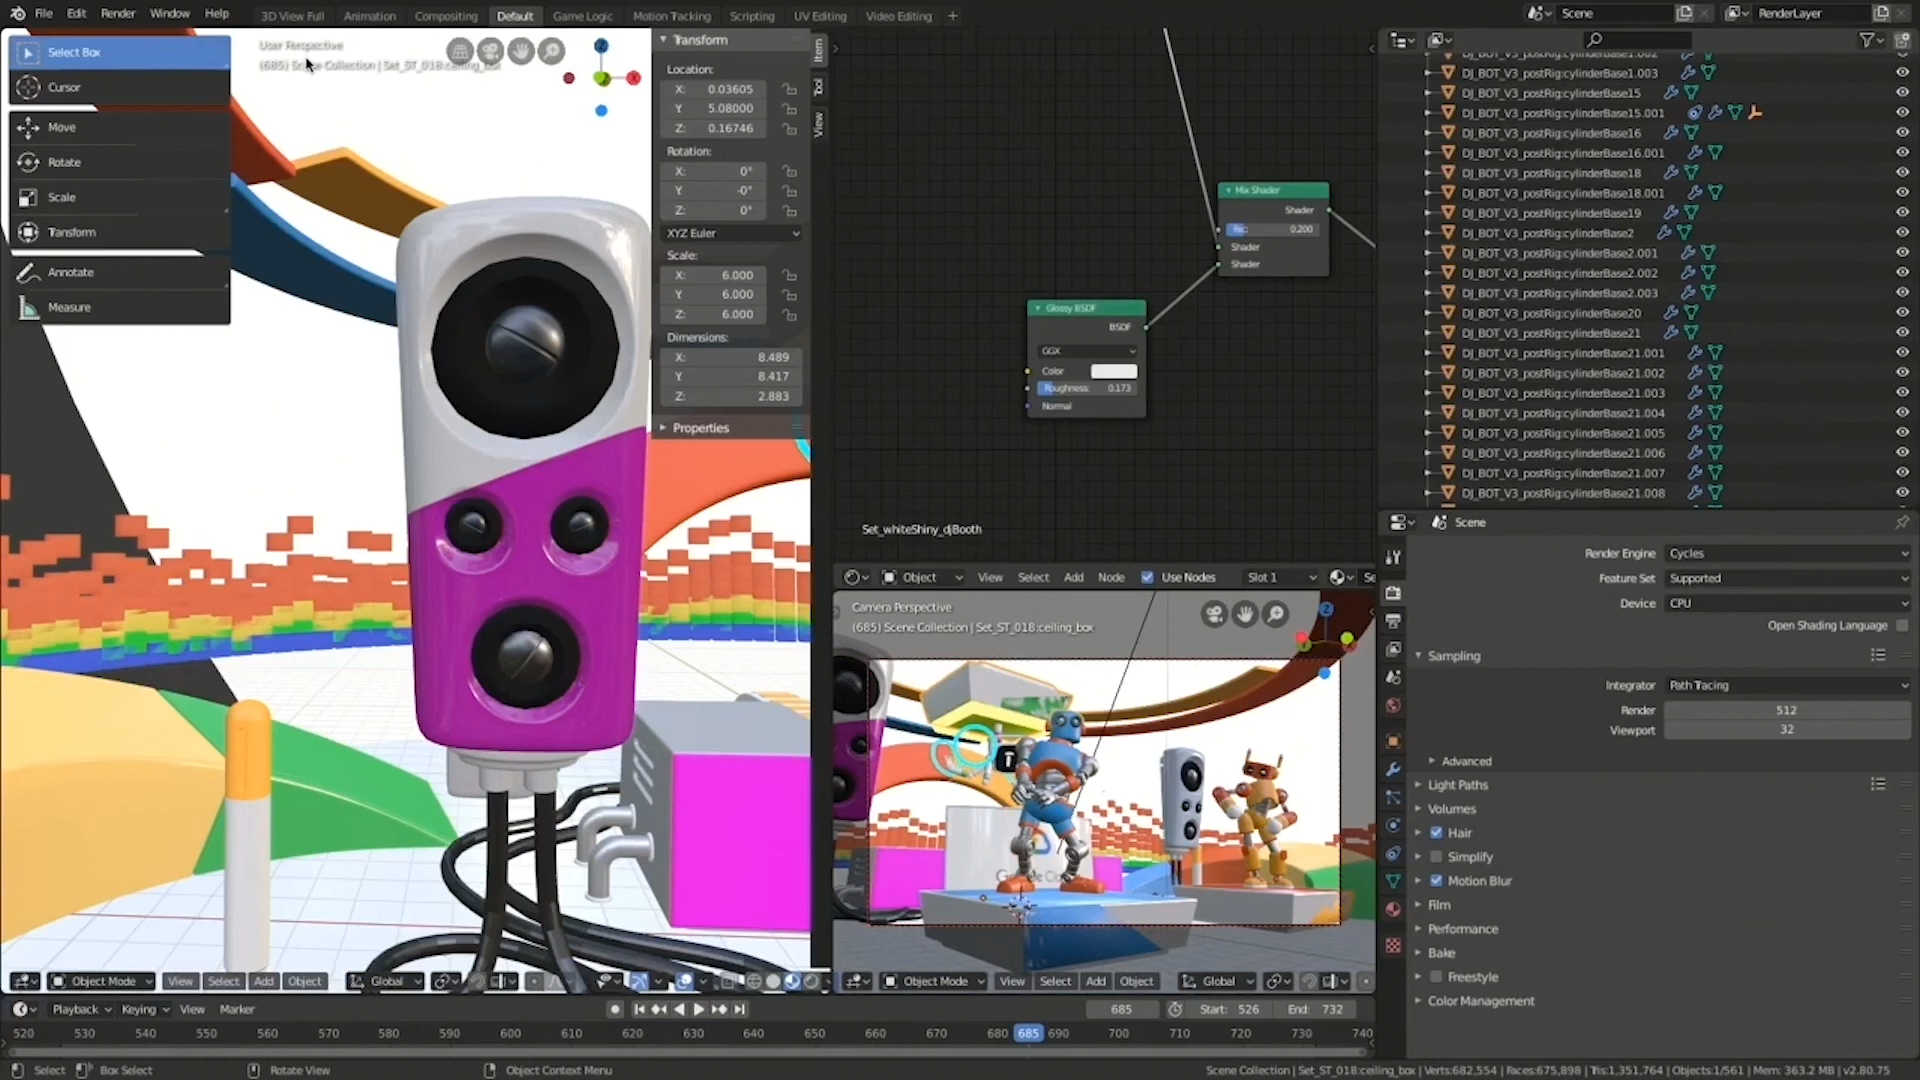 File Edit Render Window Help 3D View Full Animation Compositing Default Game Logic Motion Tracking Scripting UV Editing Video Editing + Scene RenderLayer
Select Box
Cursor
Move
Rotate
Scale
Transform
Annotate
Measure
User Perspective
(685) Scene Collection | Set_ST_018:ceiling_box
Transform
Location:
X: 0.03605
Y: 5.08000
Z: 0.16746
Rotation:
X: 0°
Y: -0°
Z: 0°
XYZ Euler
Scale:
X: 6.000
Y: 6.000
Z: 6.000
Dimensions:
X: 8.489
Y: 8.417
Z: 2.883
Properties
Item
Tool
View
Mix Shader
Shader
Fac: 0.200
Shader
Shader
Glossy BSDF
BSDF
GGX
Color
Roughness: 0.173
Normal
Set_whiteShiny_djBooth
Object View Select Add Node Use Nodes Slot 1 Se
Camera Perspective
(685) Scene Collection | Set_ST_018:ceiling_box
DJ_BOT_V3_postRig:cylinderBase1.002
DJ_BOT_V3_postRig:cylinderBase1.003
DJ_BOT_V3_postRig:cylinderBase15
DJ_BOT_V3_postRig:cylinderBase15.001
DJ_BOT_V3_postRig:cylinderBase16
DJ_BOT_V3_postRig:cylinderBase16.001
DJ_BOT_V3_postRig:cylinderBase18
DJ_BOT_V3_postRig:cylinderBase18.001
DJ_BOT_V3_postRig:cylinderBase19
DJ_BOT_V3_postRig:cylinderBase2
DJ_BOT_V3_postRig:cylinderBase2.001
DJ_BOT_V3_postRig:cylinderBase2.002
DJ_BOT_V3_postRig:cylinderBase2.003
DJ_BOT_V3_postRig:cylinderBase20
DJ_BOT_V3_postRig:cylinderBase21
DJ_BOT_V3_postRig:cylinderBase21.001
DJ_BOT_V3_postRig:cylinderBase21.002
DJ_BOT_V3_postRig:cylinderBase21.003
DJ_BOT_V3_postRig:cylinderBase21.004
DJ_BOT_V3_postRig:cylinderBase21.005
DJ_BOT_V3_postRig:cylinderBase21.006
DJ_BOT_V3_postRig:cylinderBase21.007
DJ_BOT_V3_postRig:cylinderBase21.008
Scene
Render Engine Cycles
Feature Set Supported
Device CPU
Open Shading Language
Sampling
Integrator Path Tracing
Render 512
Viewport 32
Advanced
Light Paths
Volumes
Hair
Simplify
Motion Blur
Film
Performance
Bake
Freestyle
Color Management
Object Mode View Select Add Object Global
Object Mode View Select Add Object Global
Playback Keying View Marker 685 Start: 526 End: 732
520 530 540 550 560 570 580 590 600 610 620 630 640 650 660 670 680 685 690 700 710 720 730 740
Select Box Select Rotate View Object Context Menu Scene Collection | Set_ST_018:ceiling_box | Verts:682,554 | Faces:675,898 | Tris:1,351,764 | Objects:1/561 | Mem: 363.2 MB | v2.80.75